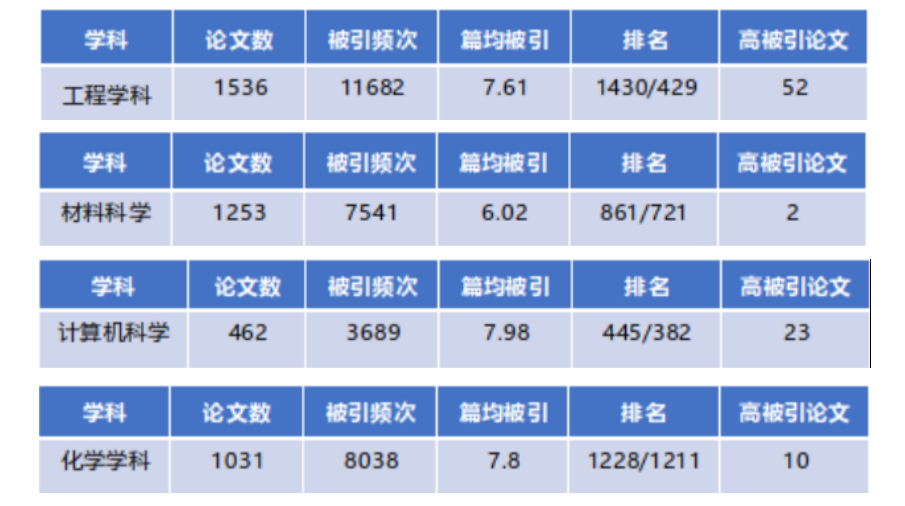 学科 论文数 被引频次 篇均被引 排名 高被引论文
工程学科 1536 11682 7.61 1430/429 52
学科 论文数 被引频次 篇均被引 排名 高被引论文
材料科学 1253 7541 6.02 861/721 2
学科 论文数 被引频次 篇均被引 排名 高被引论文
计算机科学 462 3689 7.98 445/382 23
学科 论文数 被引频次 篇均被引 排名 高被引论文
化学学科 1031 8038 7.8 1228/1211 10